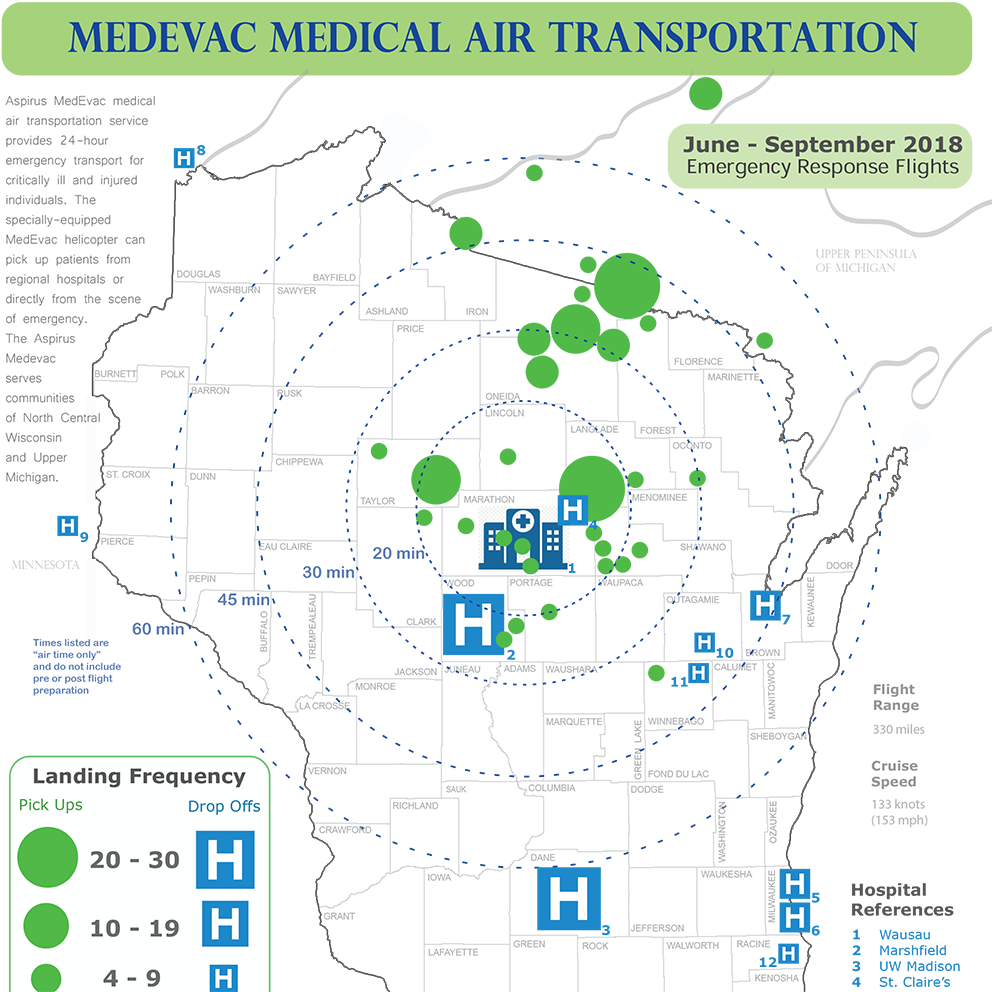 MEDEVAC MEDICAL AIR TRANSPORTATION
Aspirus MedEvac medical
air transportation service
provides 24-hour
emergency transport for
critically ill and injured
individuals. The
specially-equipped
MedEvac helicopter can
pick up patients from
regional hospitals or
directly from the scene
of emergency.
The Aspirus
Medevac
serves
communities
of North Central
Wisconsin
and Upper
Michigan.
June - September 2018
Emergency Response Flights
UPPER PENINSULA
OF MICHIGAN
H 8
DOUGLAS
BAYFIELD
WASHBURN
SAWYER
ASHLAND
IRON
PRICE
FLORENCE
MARINETTE
BURNETT
POLK
BARRON
RUSK
ONEIDA
LINCOLN
LANGLADE
FOREST
OCONTO
CHIPPEWA
ST. CROIX
DUNN
TAYLOR
MARATHON
MENOMINEE
H 4
H 9
PIERCE
EAU CLAIRE
20 min
1
SHAWANO
MINNESOTA
DOOR
30 min
PEPIN
WOOD
PORTAGE
WAUPACA
45 min
OUTAGAMIE
H 7
KEWAUNEE
BUFFALO
TREMPEALEAU
CLARK
H 2
60 min
H 10
BROWN
Times listed are
"air time only"
and do not include
pre or post flight
preparation
JACKSON
JUNEAU
ADAMS
WAUSHARA
11 H
CALUMET
MANITOWOC
MONROE
LA CROSSE
MARQUETTE
GREEN LAKE
WINNEBAGO
SHEBOYGAN
Flight
Range
330 miles
Cruise
Speed
133 knots
(153 mph)
VERNON
FOND DU LAC
SAUK
COLUMBIA
DODGE
RICHLAND
CRAWFORD
WASHINGTON
OZAUKEE
DANE
IOWA
WAUKESHA
MILWAUKEE
H 5
H 6
H 3
GRANT
JEFFERSON
LAFAYETTE
GREEN
ROCK
WALWORTH
RACINE
12 H
KENOSHA
Landing Frequency
Pick Ups Drop Offs
20 - 30 H
10 - 19 H
4 - 9 H
Hospital
References
1 Wausau
2 Marshfield
3 UW Madison
4 St. Claire's